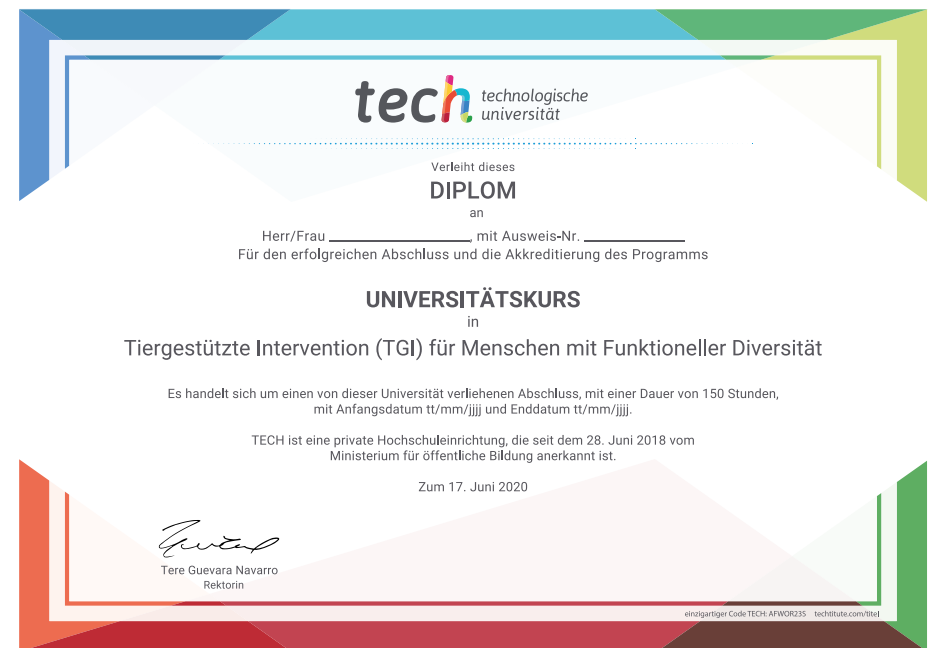 tech technologische
universität
Verleiht dieses
DIPLOM
an
Herr/Frau ____________________, mit Ausweis-Nr. ______________
Für den erfolgreichen Abschluss und die Akkreditierung des Programms
UNIVERSITÄTSKURS
in
Tiergestützte Intervention (TGI) für Menschen mit Funktioneller Diversität
Es handelt sich um einen von dieser Universität verliehenen Abschluss, mit einer Dauer von 150 Stunden,
mit Anfangsdatum tt/mm/jjjj und Enddatum tt/mm/jjjj.
TECH ist eine private Hochschuleinrichtung, die seit dem 28. Juni 2018 vom
Ministerium für öffentliche Bildung anerkannt ist.
Zum 17. Juni 2020
Tere Guevara Navarro
Rektorin
einzigartiger Code TECH: AFWOR23S techtitute.com/titel